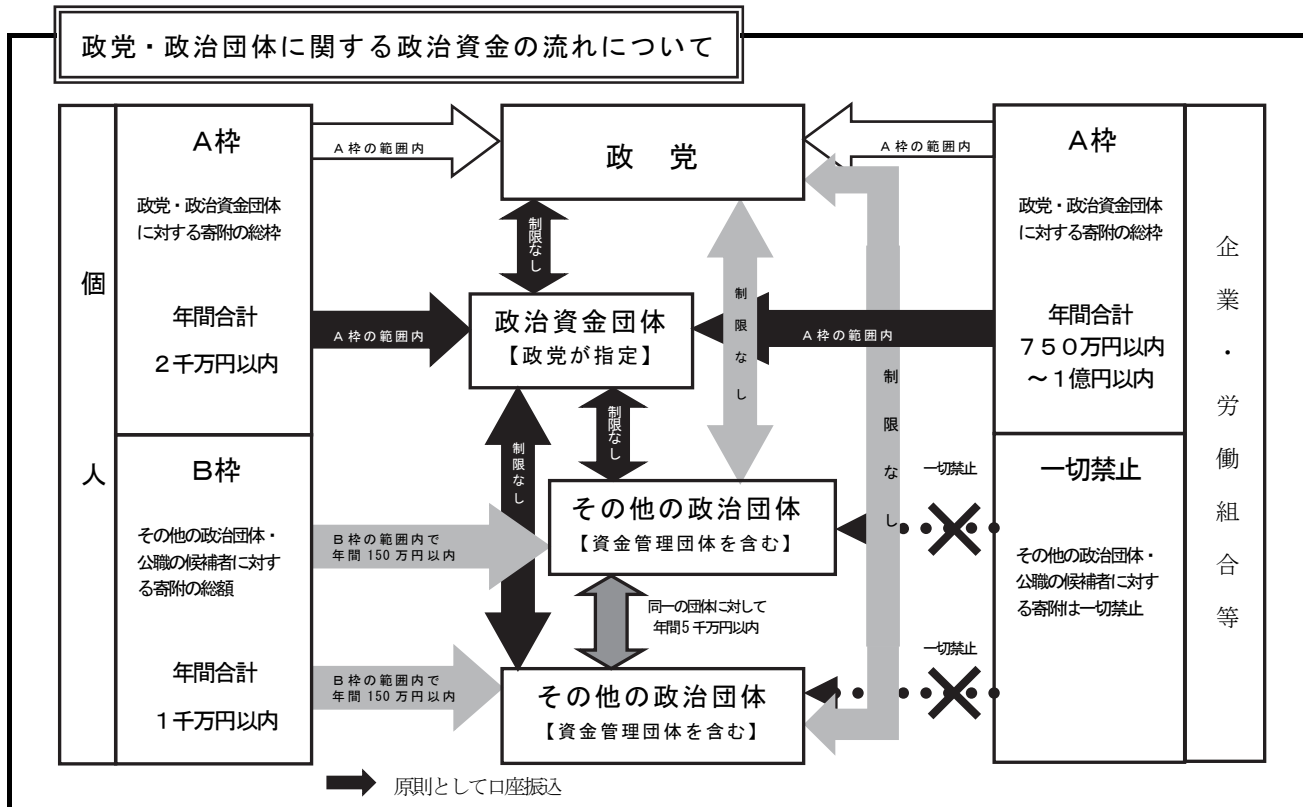 政党・政治団体に関する政治資金の流れについて
個人
A枠
政党・政治資金団体
に対する寄附の総枠
年間合計
2千万円以内
B枠
その他の政治団体・
公職の候補者に対す
る寄附の総額
年間合計
1千万円以内
A枠の範囲内
A枠の範囲内
B枠の範囲内で
年間150万円以内
B枠の範囲内で
年間150万円以内
政 党
制限なし
政治資金団体
【政党が指定】
制限なし
制限なし
制限なし
制限なし
その他の政治団体
【資金管理団体を含む】
同一の団体に対して
年間5千万円以内
その他の政治団体
【資金管理団体を含む】
A枠の範囲内
A枠の範囲内
一切禁止
一切禁止
A枠
政党・政治資金団体
に対する寄附の総枠
年間合計
750万円以内
～1億円以内
一切禁止
その他の政治団体・
公職の候補者に対す
る寄附は一切禁止
企業・労働組合等
原則として口座振込